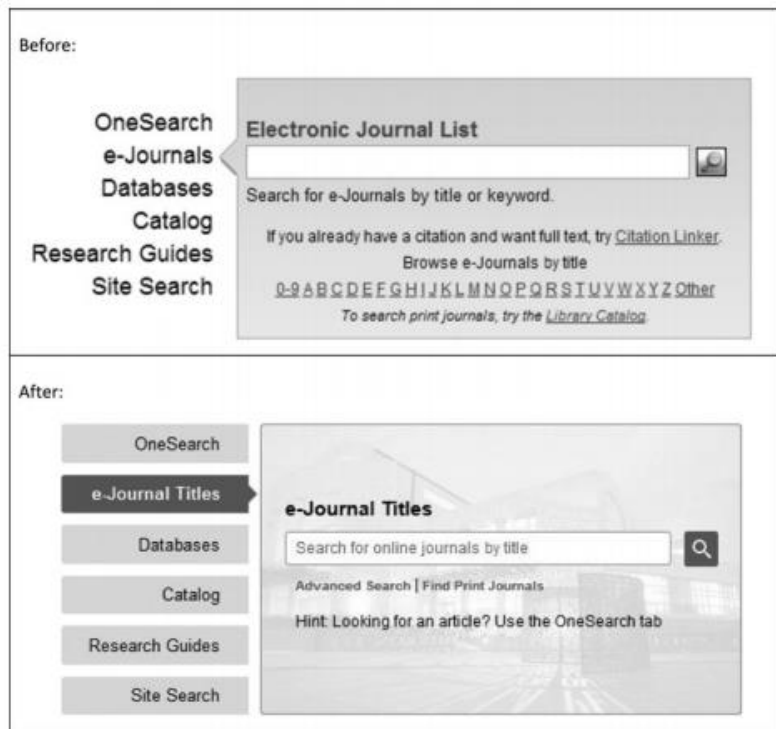 Before:
OneSearch
e-Journals
Databases
Catalog
Research Guides
Site Search
Electronic Journal List
Search for e-Journals by title or keyword.
If you already have a citation and want full text, try Citation Linker.
Browse e-Journals by title
0-9 A B C D E F G H I J K L M N O P Q R S T U V W X Y Z Other
To search print journals, try the Library Catalog.
After:
OneSearch
e-Journal Titles
Databases
Catalog
Research Guides
Site Search
e-Journal Titles
Search for online journals by title
Advanced Search | Find Print Journals
Hint: Looking for an article? Use the OneSearch tab